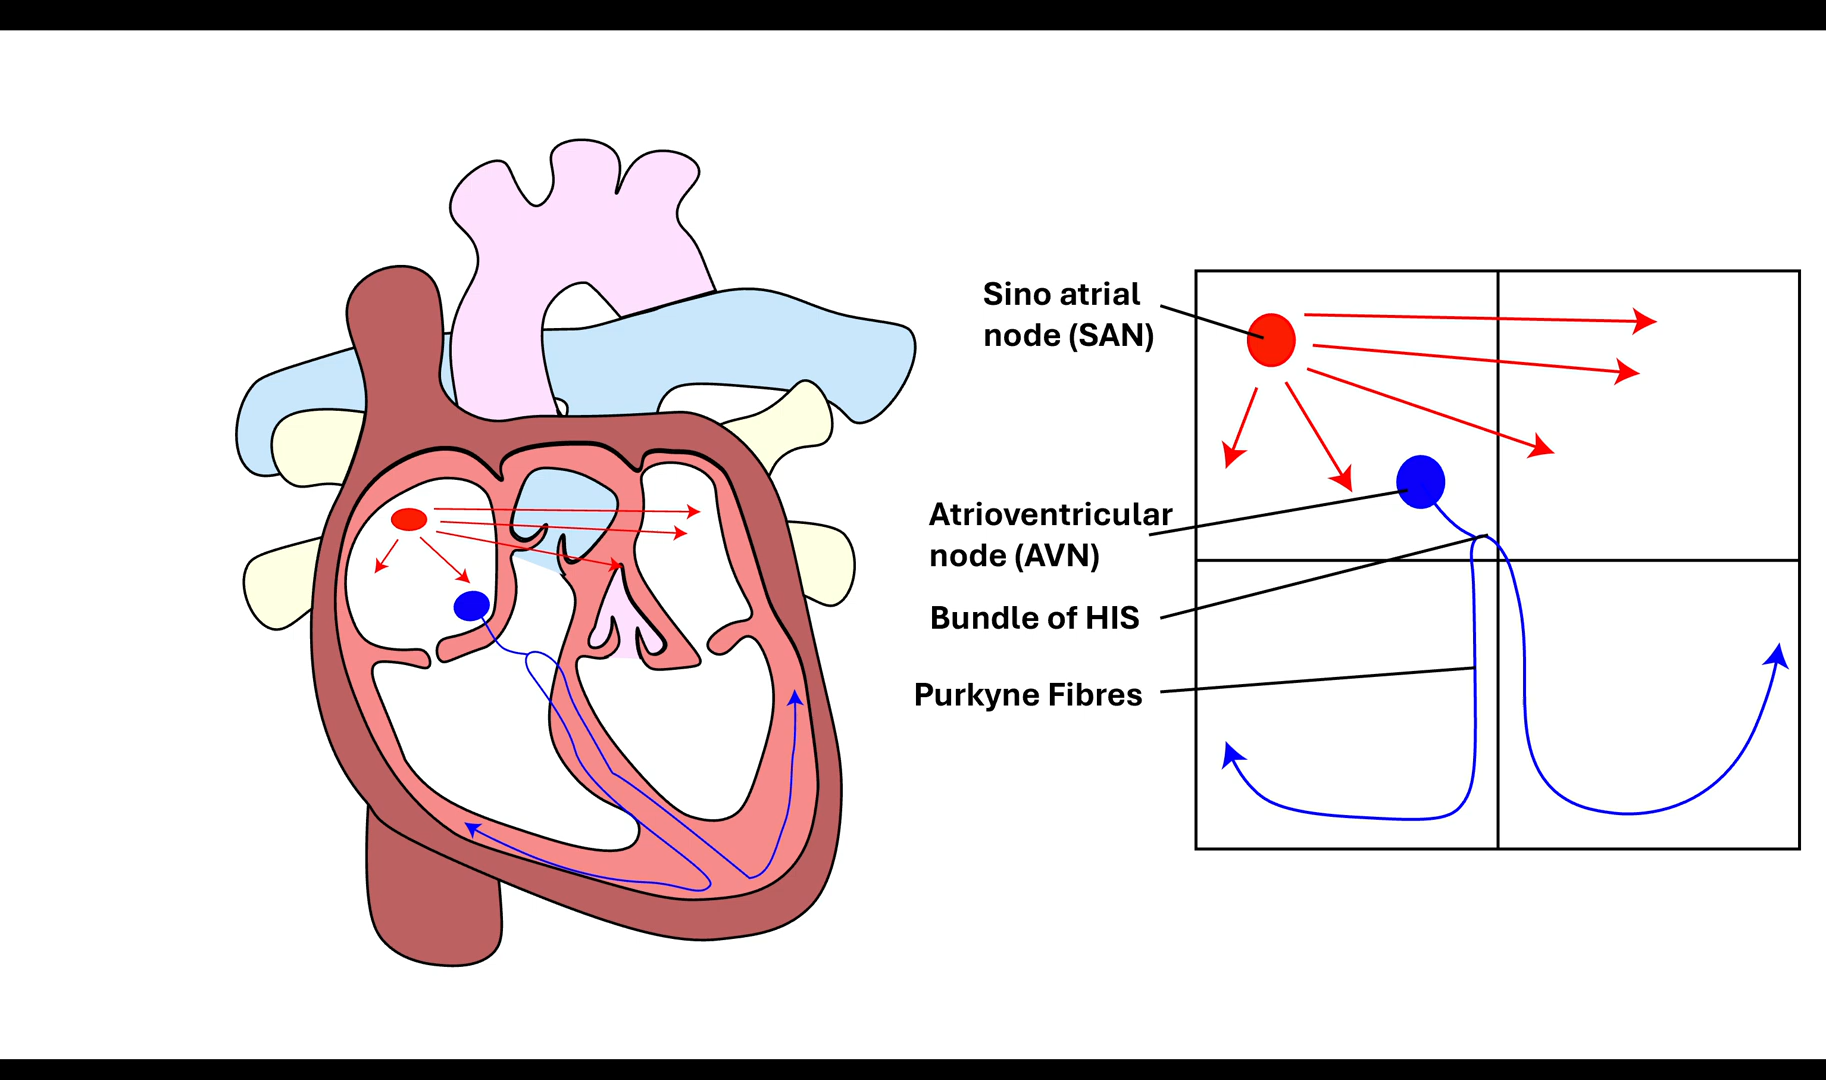 Sino atrial
node (SAN)
Atrioventricular
node (AVN)
Bundle of HIS
Purkyne Fibres